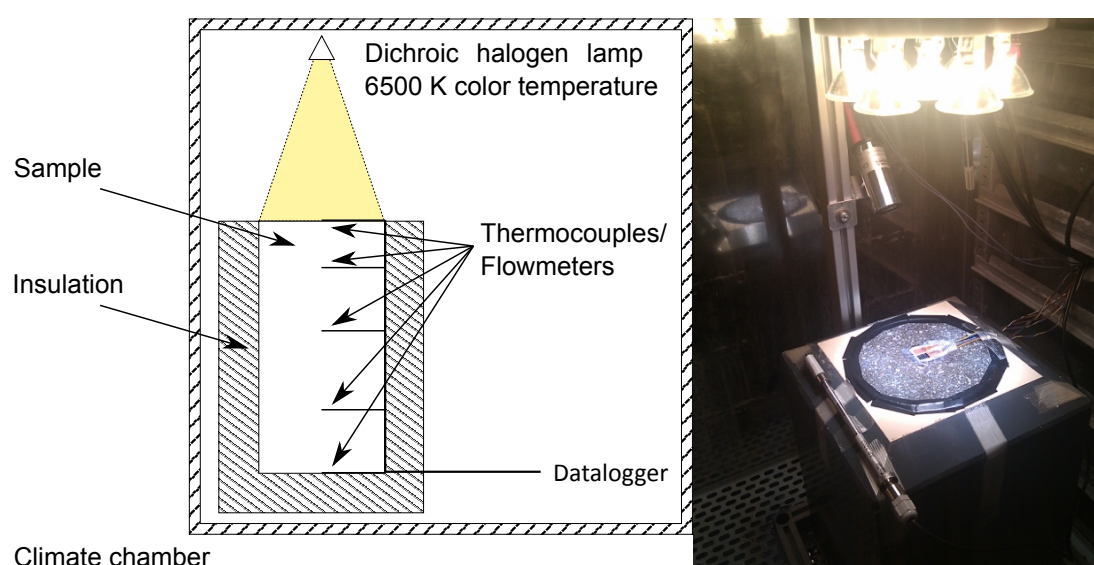 Dichroic halogen lamp
6500 K color temperature
Sample
Thermocouples/
Flowmeters
Insulation
Datalogger
Climate chamber